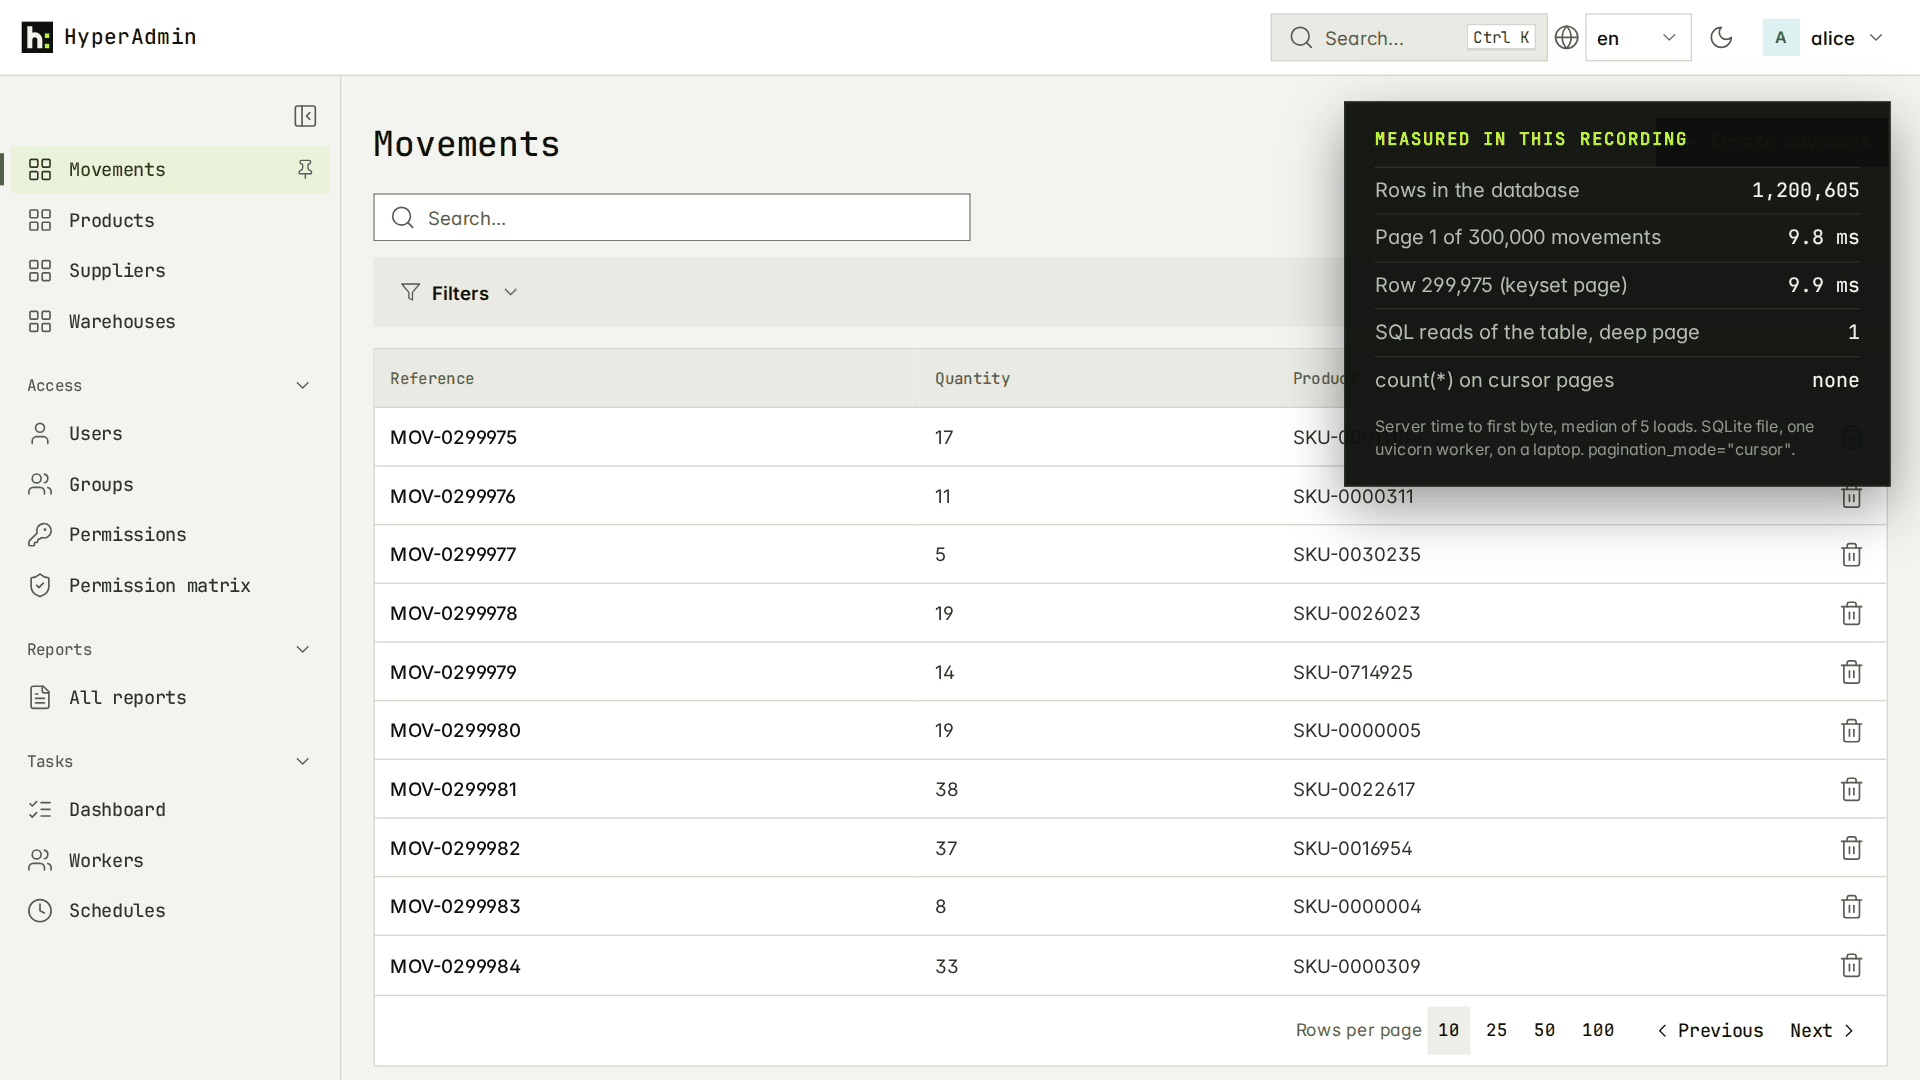 HyperAdmin
Search...
Ctrl K
en
A
alice
Movements
Products
Suppliers
Warehouses
Access
Users
Groups
Permissions
Permission matrix
Reports
All reports
Tasks
Dashboard
Workers
Schedules
Movements
Create movement
Search...
Filters
MEASURED IN THIS RECORDING
Rows in the database 1,200,605
Page 1 of 300,000 movements 9.8 ms
Row 299,975 (keyset page) 9.9 ms
SQL reads of the table, deep page 1
count(*) on cursor pages none
Server time to first byte, median of 5 loads. SQLite file, one
uvicorn worker, on a laptop. pagination_mode="cursor".
Reference Quantity Product
MOV-0299975 17
MOV-0299976 11 SKU-0000311
MOV-0299977 5 SKU-0030235
MOV-0299978 19 SKU-0026023
MOV-0299979 14 SKU-0714925
MOV-0299980 19 SKU-0000005
MOV-0299981 38 SKU-0022617
MOV-0299982 37 SKU-0016954
MOV-0299983 8 SKU-0000004
MOV-0299984 33 SKU-0000309
Rows per page 10 25 50 100 Previous Next